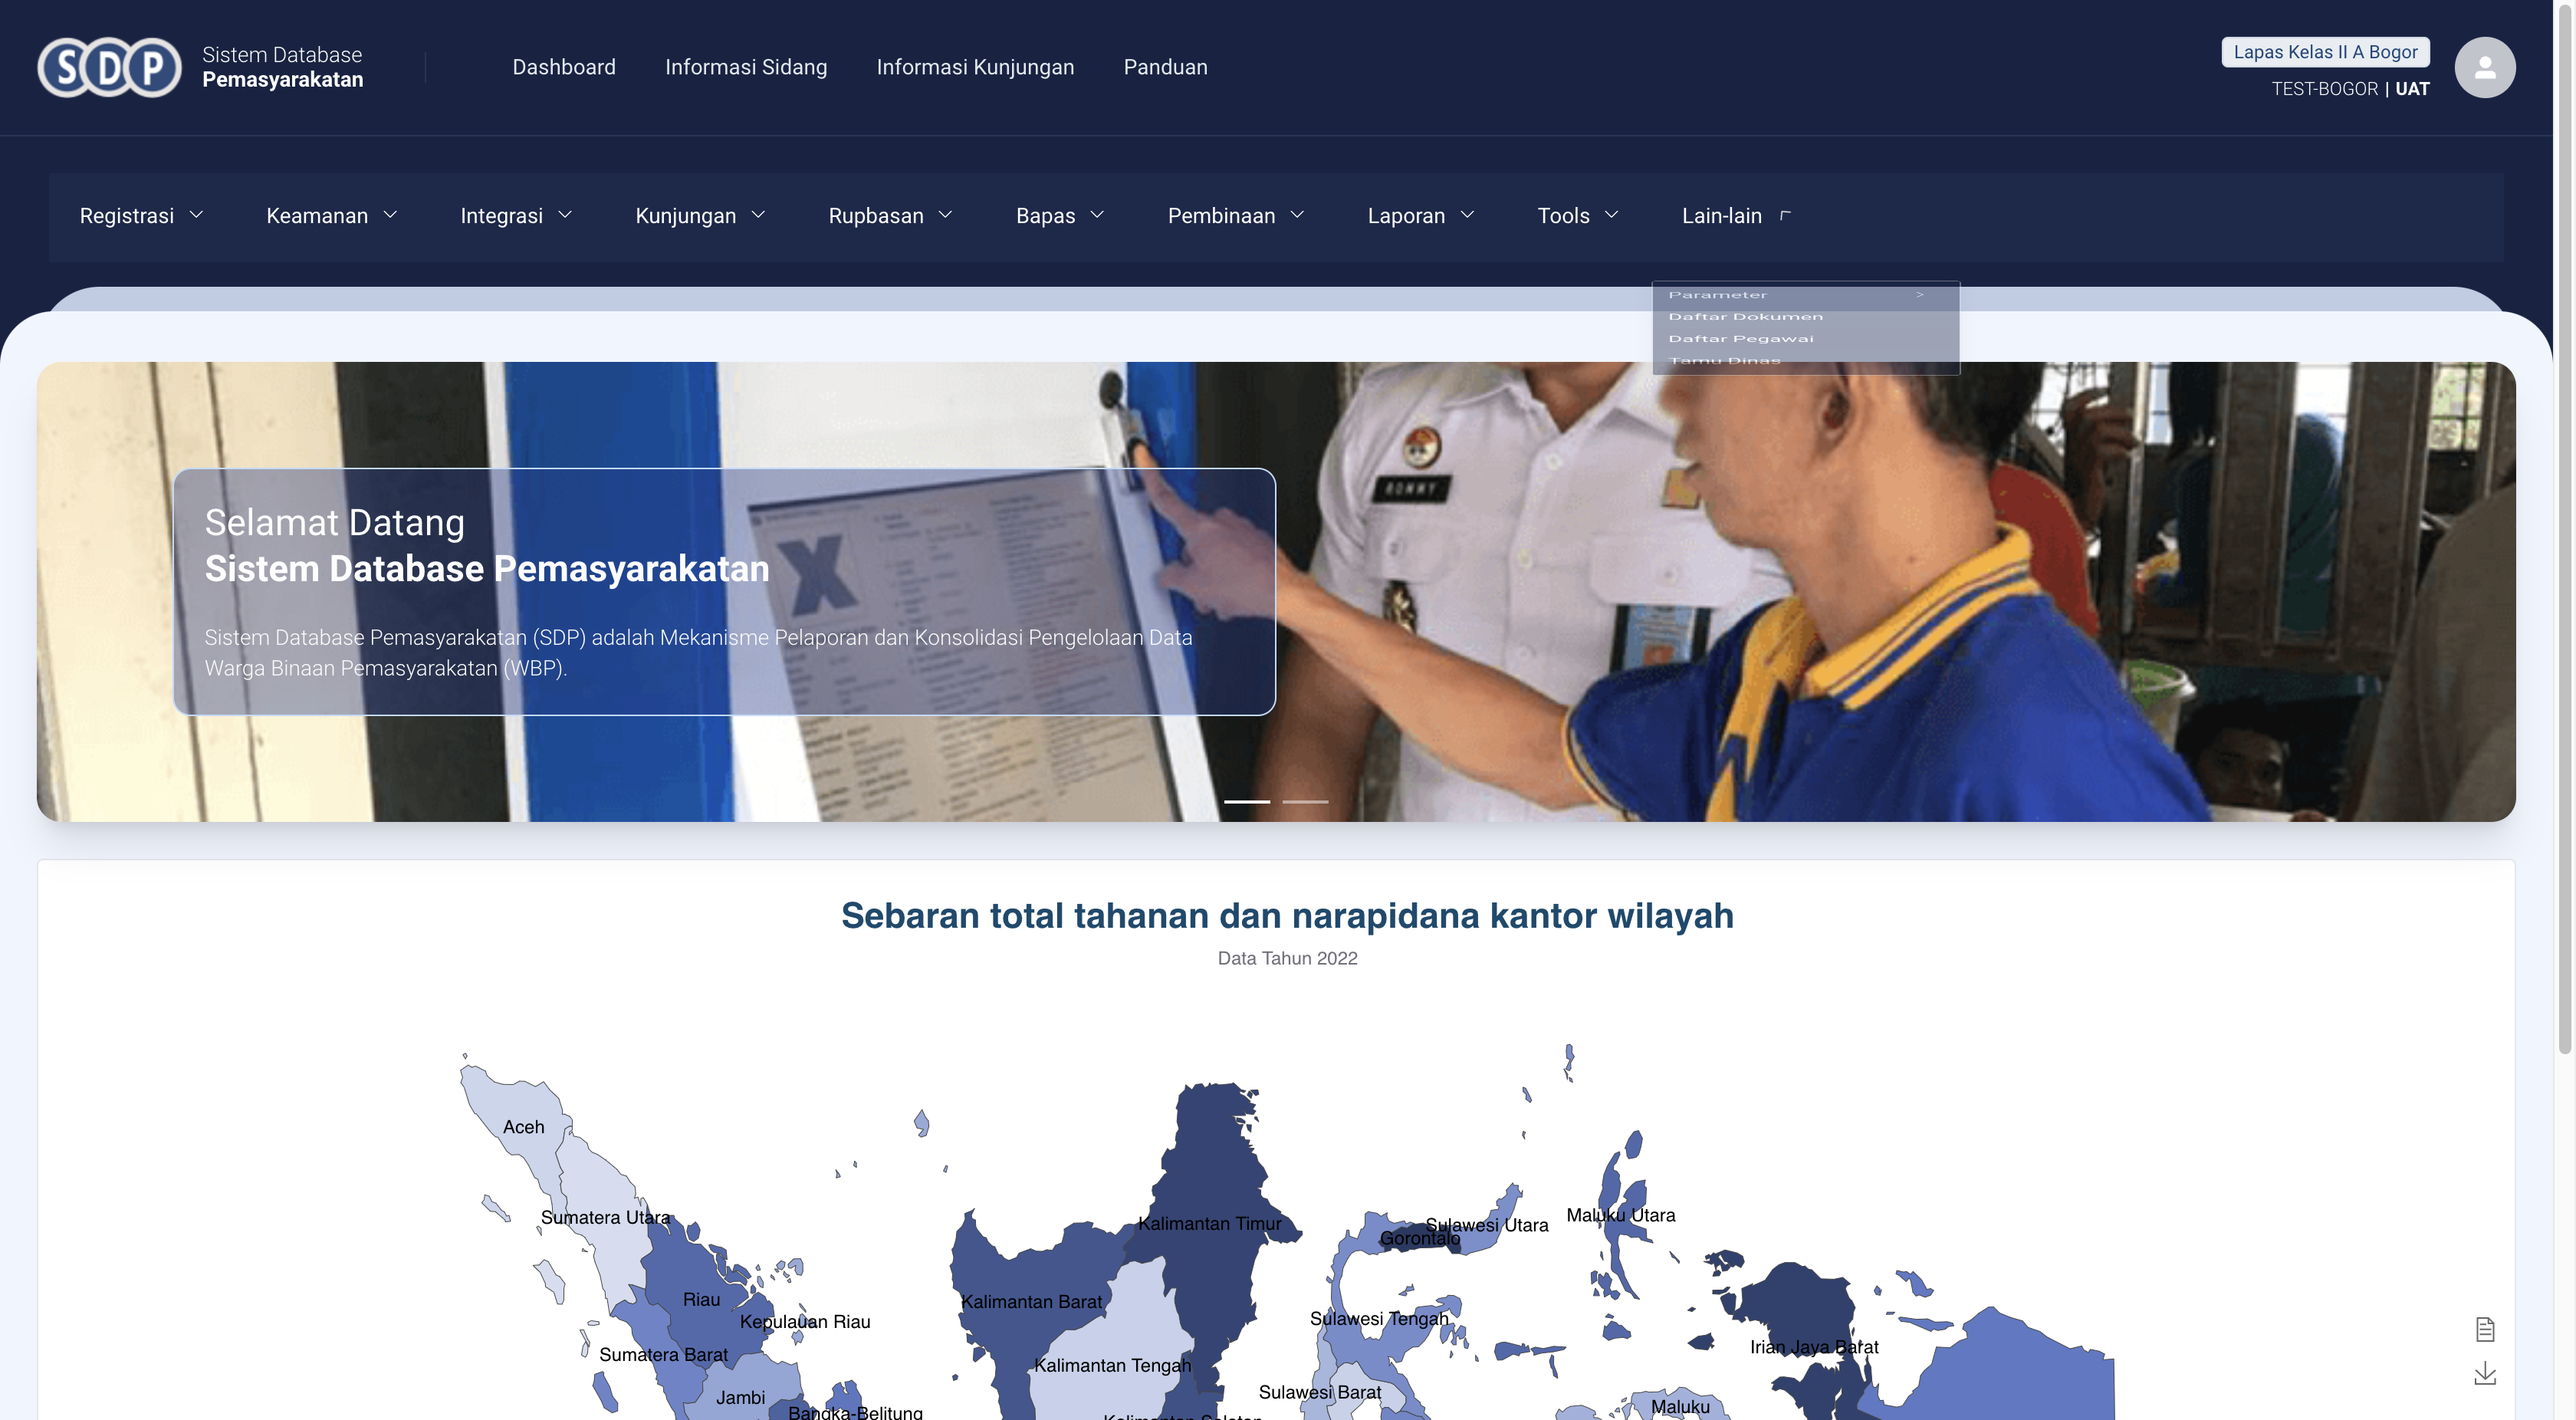 SDP
Sistem Database
Pemasyarakatan
Dashboard
Informasi Sidang
Informasi Kunjungan
Panduan
Lapas Kelas II A Bogor
TEST-BOGOR | UAT
Registrasi
Keamanan
Integrasi
Kunjungan
Rupbasan
Bapas
Pembinaan
Laporan
Tools
Lain-lain
Parameter >
Daftar Dokumen
Daftar Pegawai
Tamu Dinas
RONNY
X
Selamat Datang
Sistem Database Pemasyarakatan
Sistem Database Pemasyarakatan (SDP) adalah Mekanisme Pelaporan dan Konsolidasi Pengelolaan Data
Warga Binaan Pemasyarakatan (WBP).
Sebaran total tahanan dan narapidana kantor wilayah
Data Tahun 2022
Aceh
Sumatera Utara
Maluku Utara
Kalimantan Timur
Sulawesi Utara
Gorontalo
Riau
Kalimantan Barat
Kepulauan Riau
Sulawesi Tengah
Irian Jaya Barat
Sumatera Barat
Kalimantan Tengah
Sulawesi Barat
Jambi
Maluku
Bangka-Belitung
Kalimantan Selatan